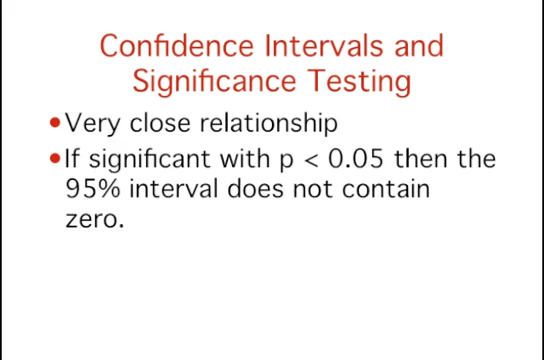 Confidence Intervals and
Significance Testing
•Very close relationship
•If significant with p < 0.05 then the
95% interval does not contain
zero.